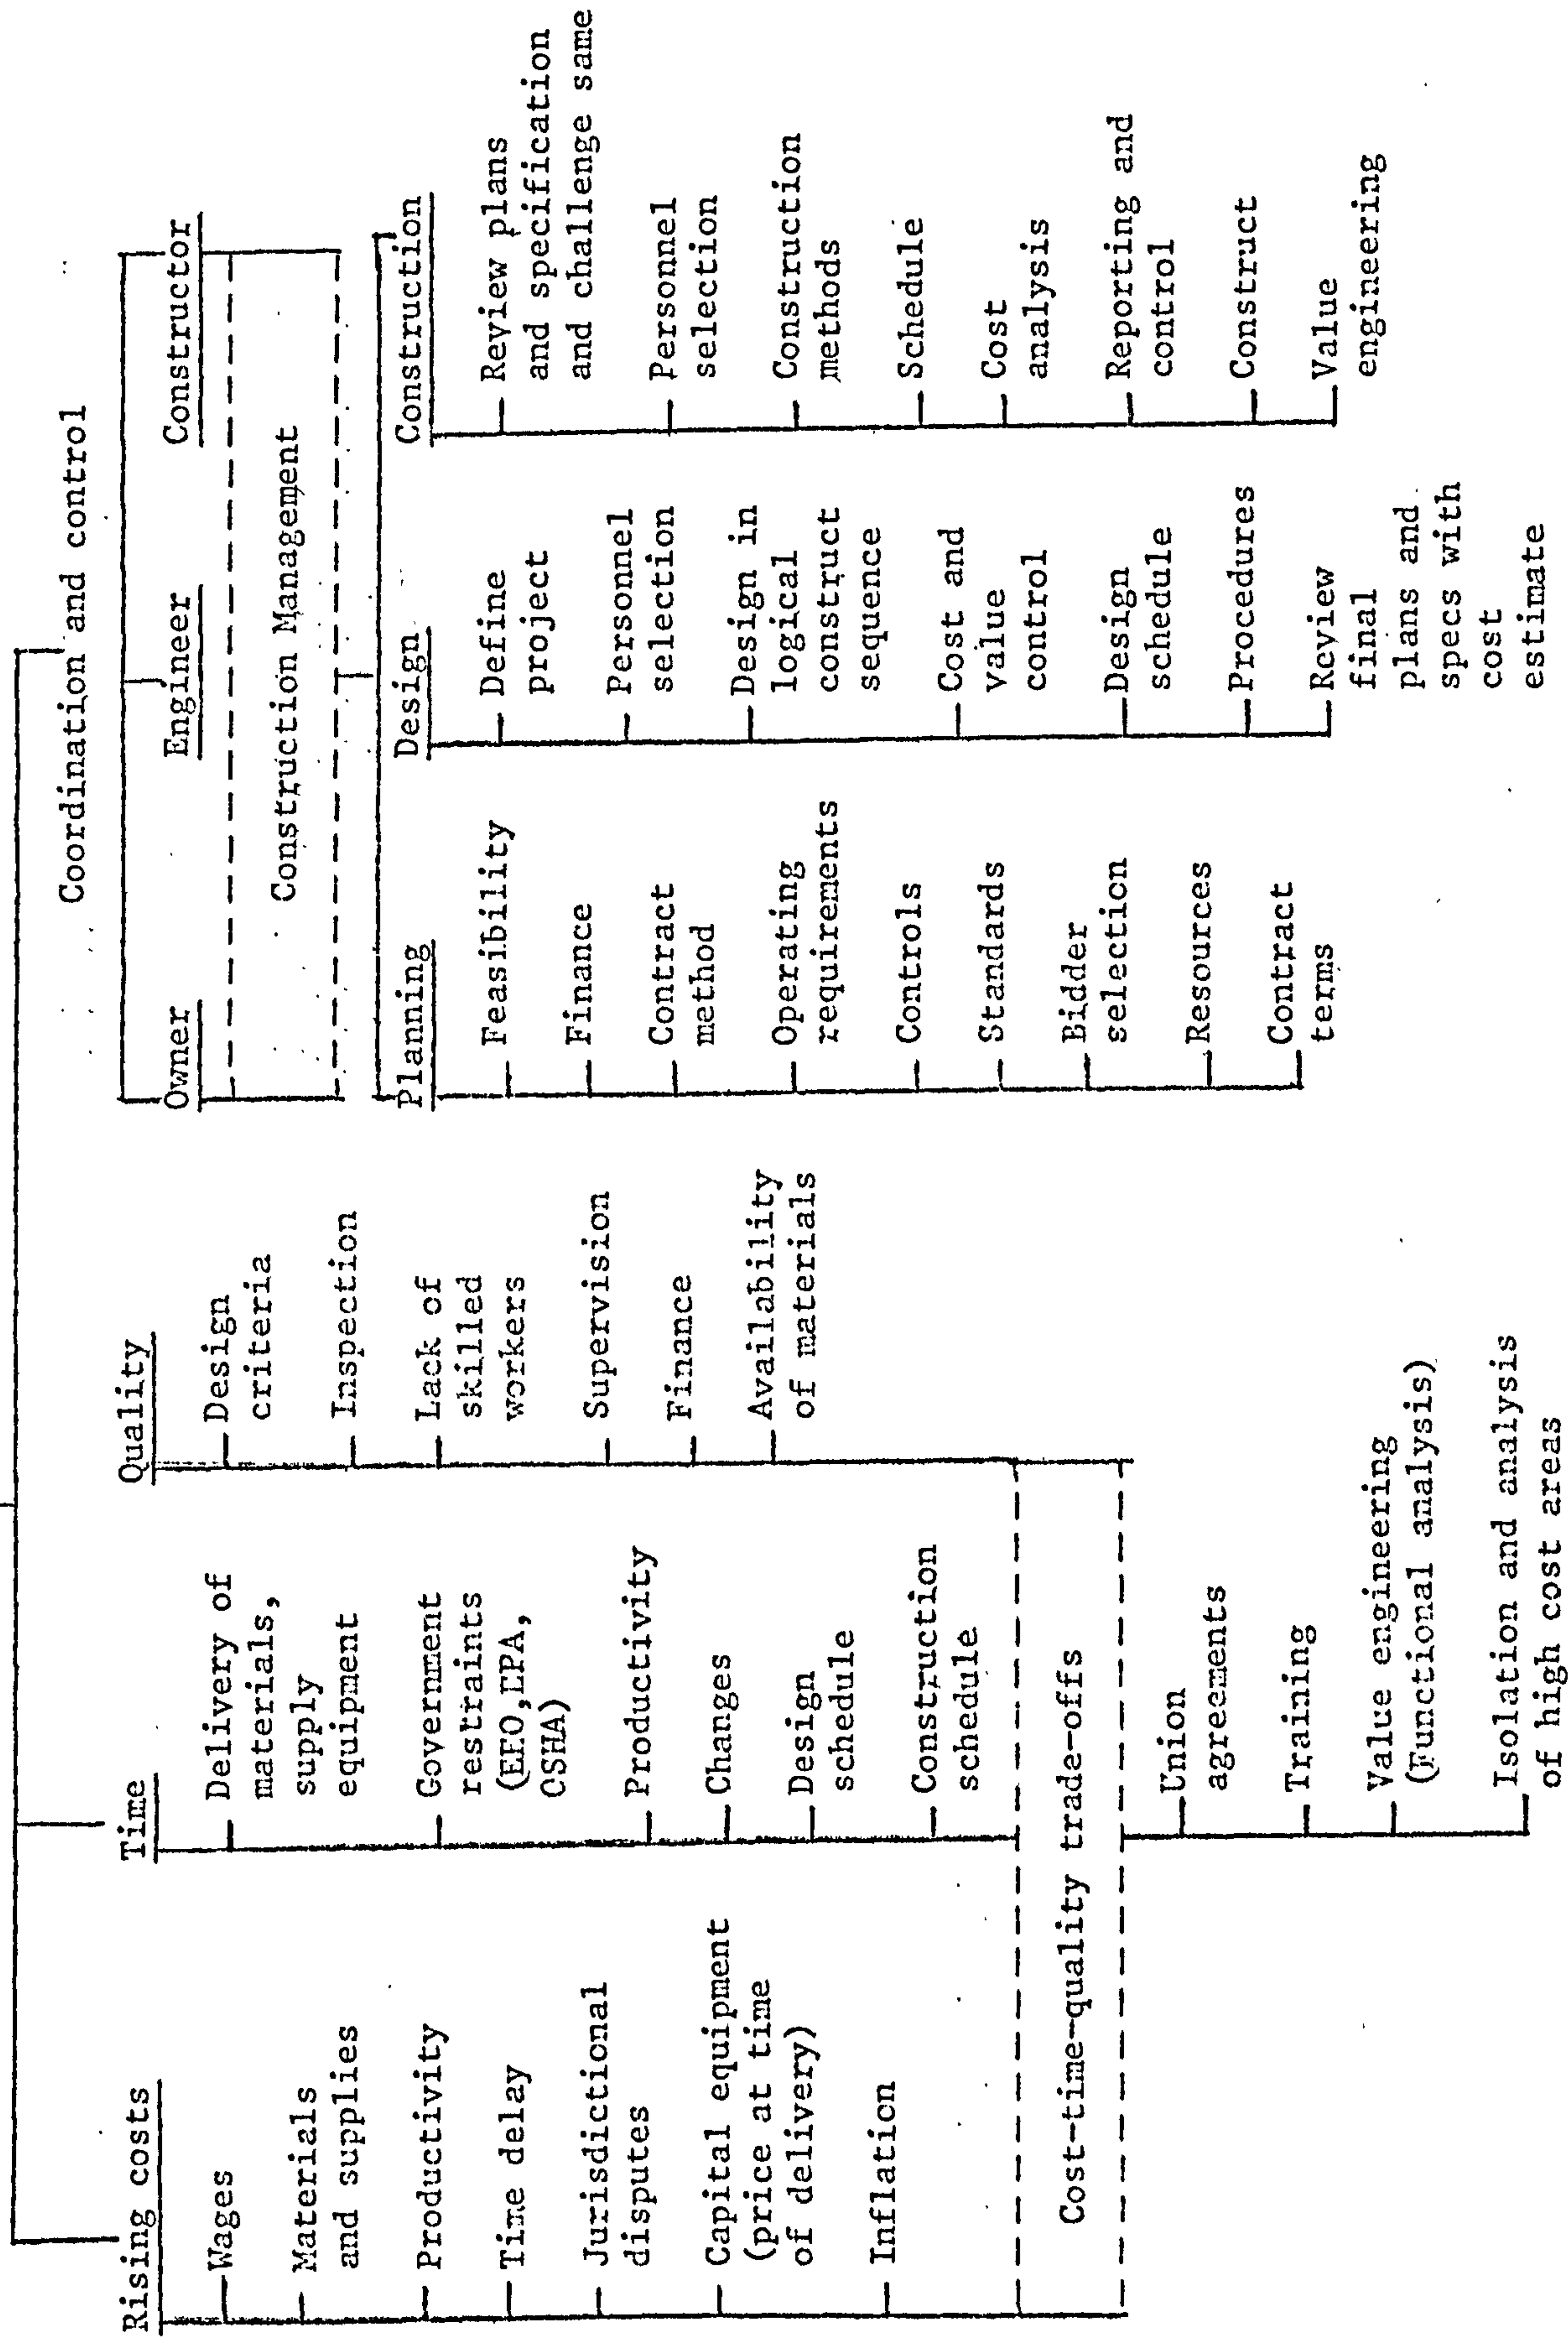 Rising costs
Wages
Materials
and supplies
Productivity
Time delay
Jurisdictional
disputes
Capital equipment
(price at time
of delivery)
Inflation
Time
Delivery of
materials,
supply
equipment
Government
restraints
(EEO,EPA,
OSHA)
Productivity
Changes
Design
schedule
Construction
schedule
Quality
Design
criteria
Inspection
Lack of
skilled
workers
Supervision
Finance
Availability
of materials
Cost-time-quality trade-offs
Union
agreements
Training
Value engineering
(Functional analysis)
Isolation and analysis
of high cost areas
Coordination and control
Owner
Engineer
Constructor
Construction Management
Planning
Feasibility
Finance
Contract
method
Operating
requirements
Controls
Standards
Bidder
selection
Resources
Contract
terms
Design
Define
project
Personnel
selection
Design in
logical
construct
sequence
Cost and
value
control
Design
schedule
Procedures
Review
final
plans and
specs with
cost
estimate
Construction
Review plans
and specification
and challenge same
Personnel
selection
Construction
methods
Schedule
Cost
analysis
Reporting and
control
Construct
Value
engineering